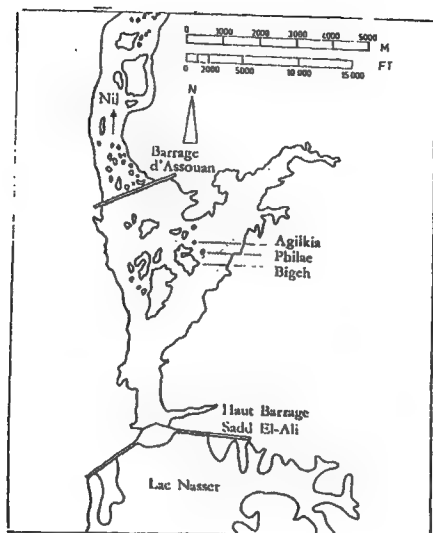 0 1000 2000 3000 4000 5000 M
FT
0 2000 5000 10 000 15 000
N
Nil
Barrage
d'Assouan
Agilkia
Philae
Bigeh
Haut Barrage
Sadd El-Ali
Lac Nasser